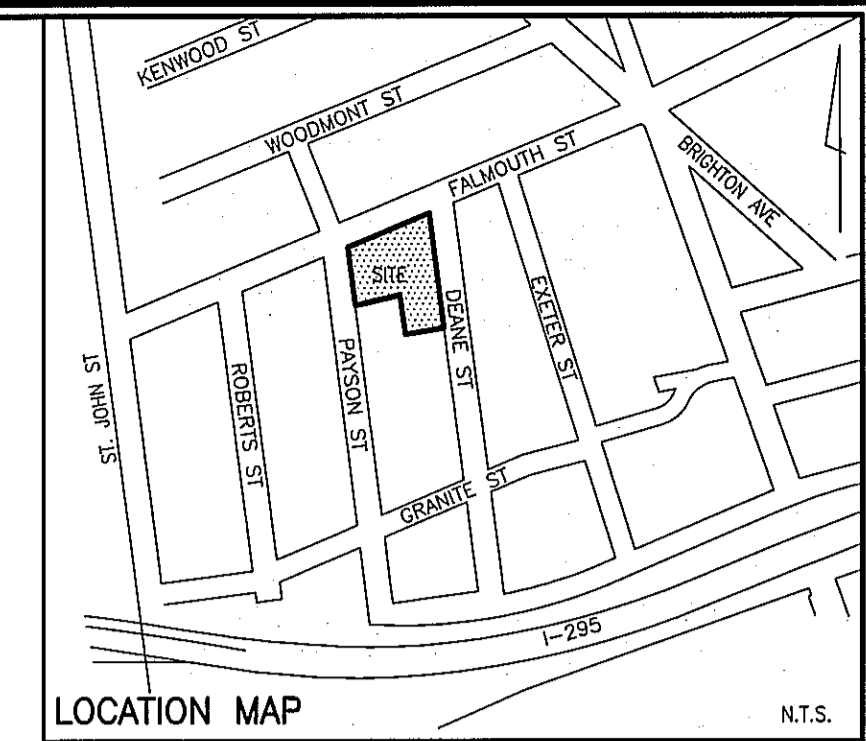 KENWOOD ST
WOODMONT ST
FALMOUTH ST
BRIGHTON AVE
SITE
DEANE ST
EXETER ST
PAYSON ST
ROBERTS ST
ST. JOHN ST
GRANITE ST
I-295
LOCATION MAP
N.T.S.